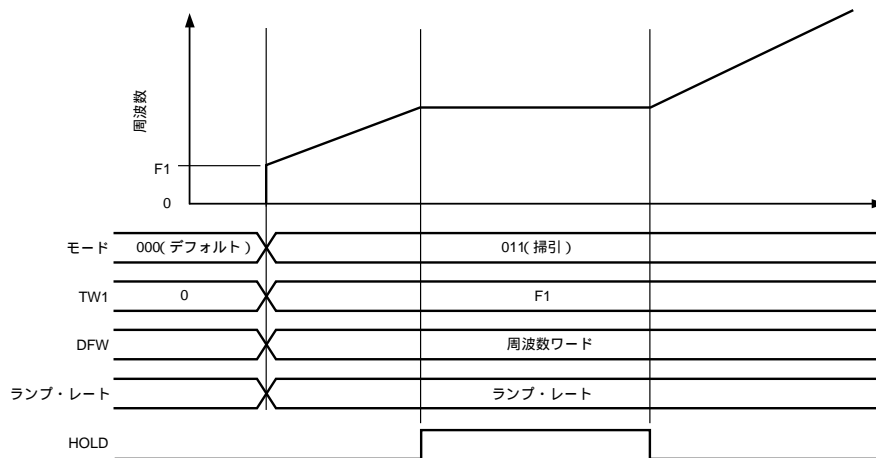 周波数
F1
0
モード 000(デフォルト) 011(掃引)
TW1 0 F1
DFW 周波数ワード
ランプ・レート ランプ・レート
HOLD